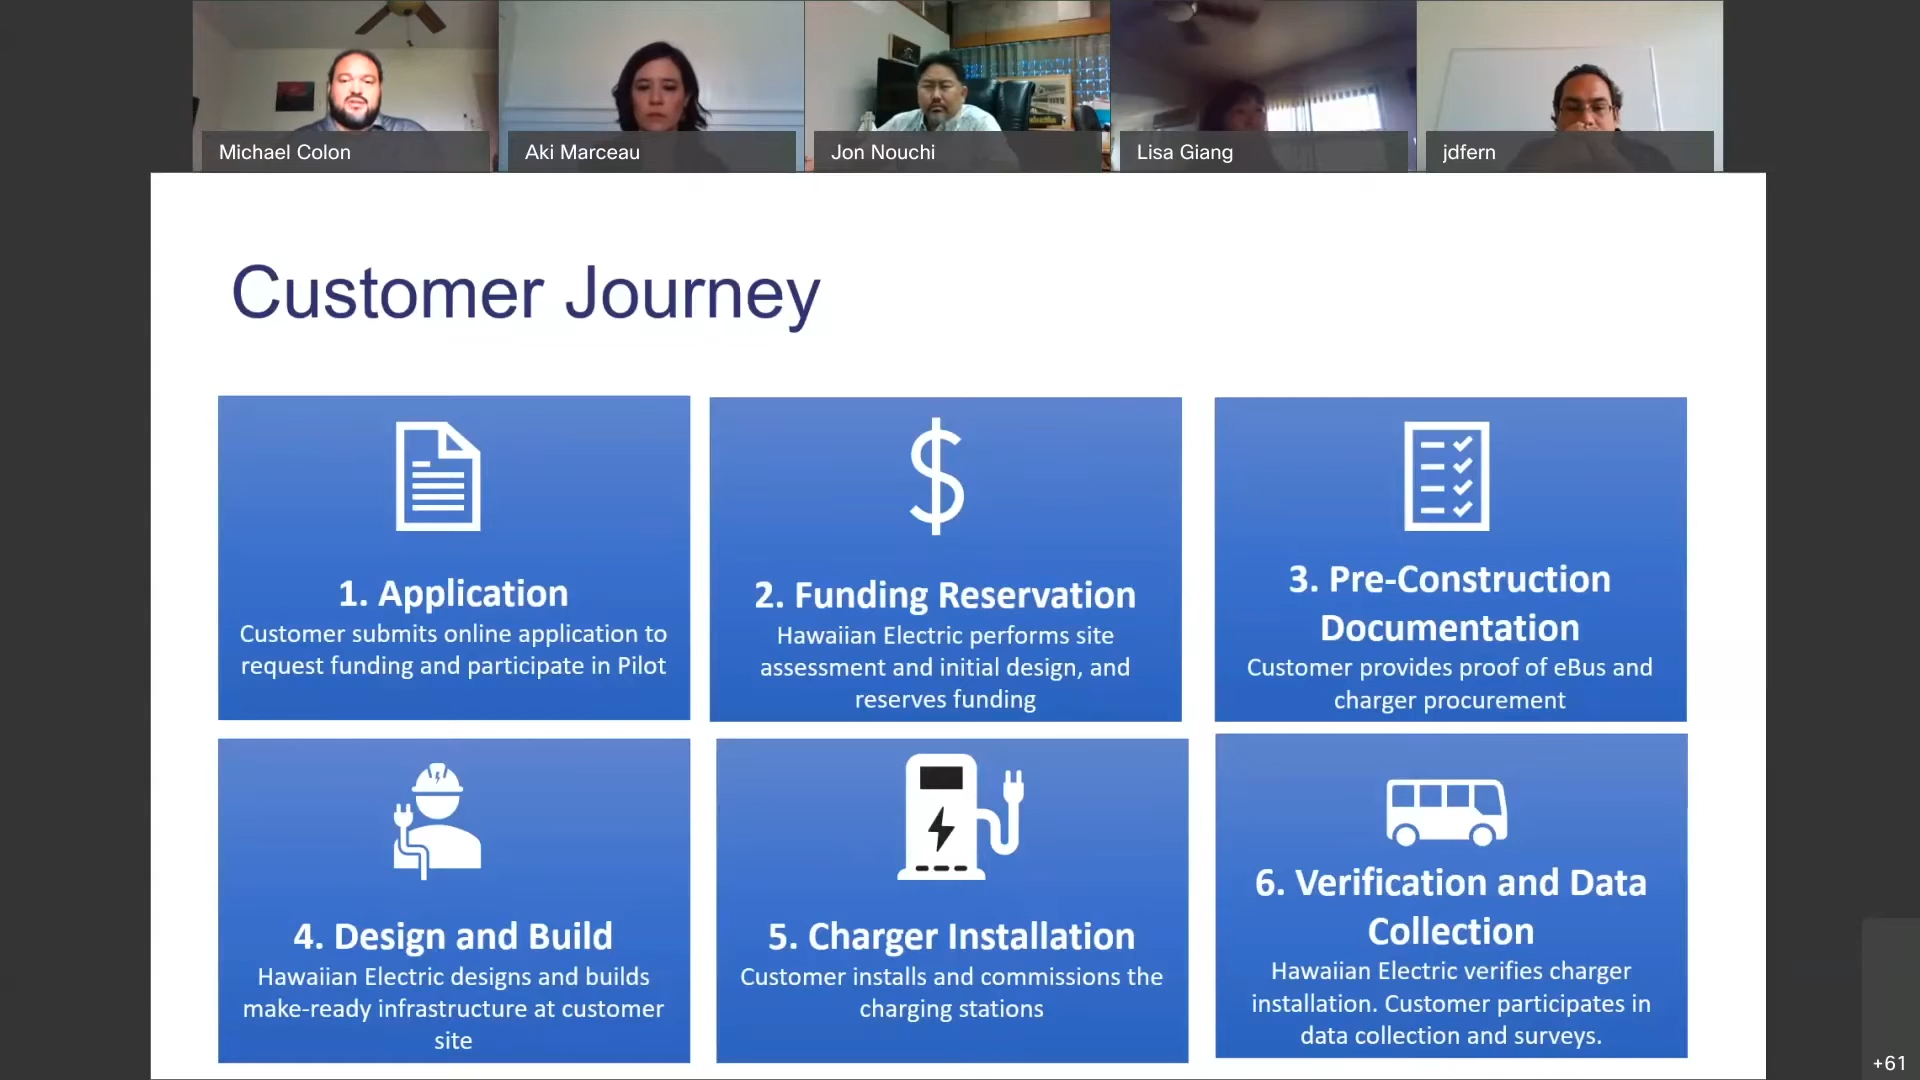 Michael Colon
Aki Marceau
Jon Nouchi
Lisa Giang
jdfern
Customer Journey
1. Application
Customer submits online application to
request funding and participate in Pilot
2. Funding Reservation
Hawaiian Electric performs site
assessment and initial design, and
reserves funding
3. Pre-Construction
Documentation
Customer provides proof of eBus and
charger procurement
4. Design and Build
Hawaiian Electric designs and builds
make-ready infrastructure at customer
site
5. Charger Installation
Customer installs and commissions the
charging stations
6. Verification and Data
Collection
Hawaiian Electric verifies charger
installation. Customer participates in
data collection and surveys.
+61